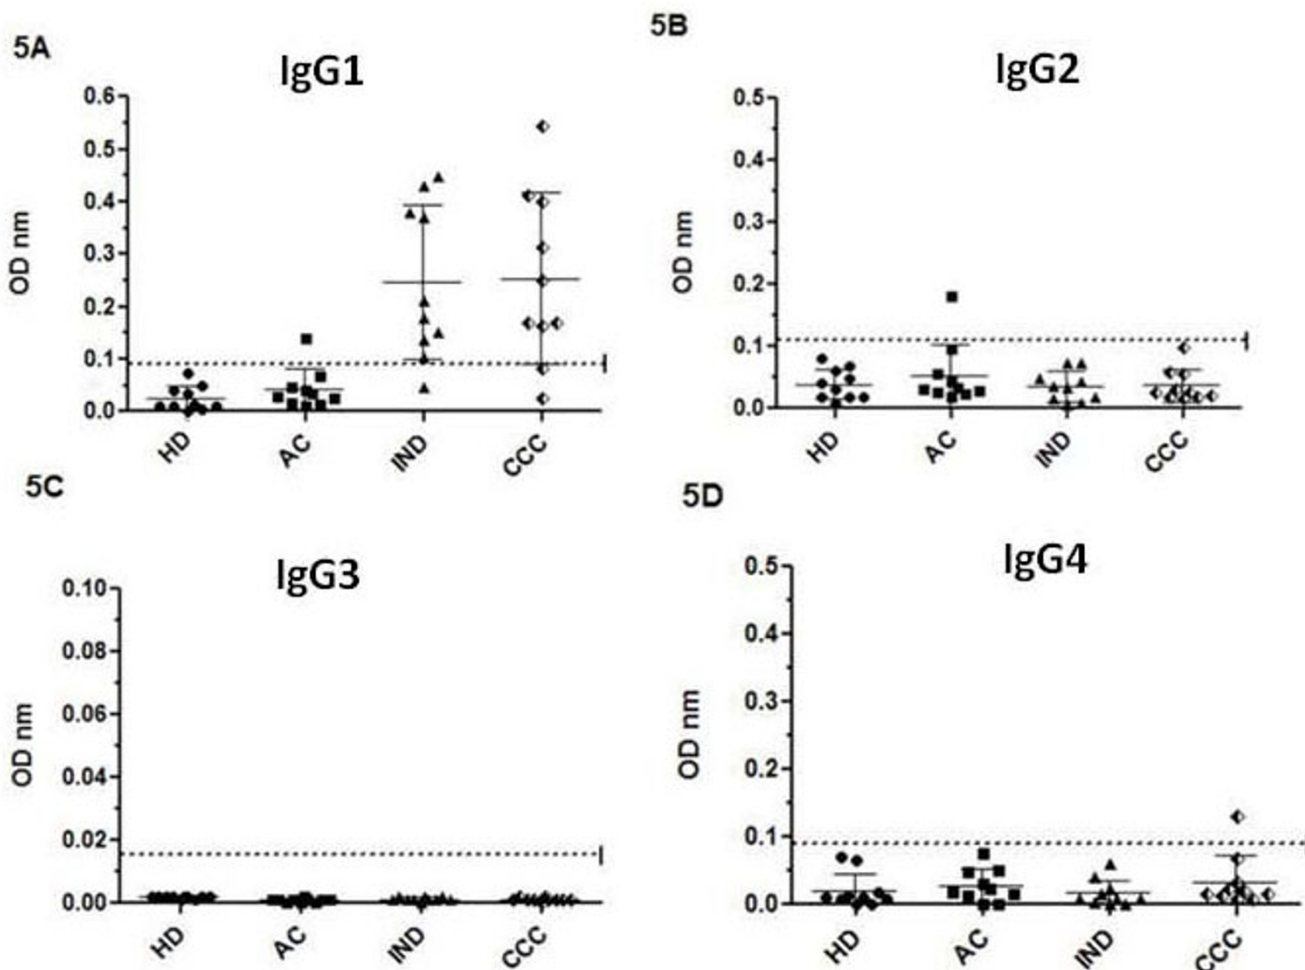 5A
IgG1
OD nm
0.6
0.5
0.4
0.3
0.2
0.1
0.0
HD
AC
IND
CCC
5B
IgG2
OD nm
0.5
0.4
0.3
0.2
0.1
0.0
HD
AC
IND
CCC
5C
IgG3
OD nm
0.10
0.08
0.06
0.04
0.02
0.00
HD
AC
IND
CCC
5D
IgG4
OD nm
0.5
0.4
0.3
0.2
0.1
0.0
HD
AC
IND
CCC